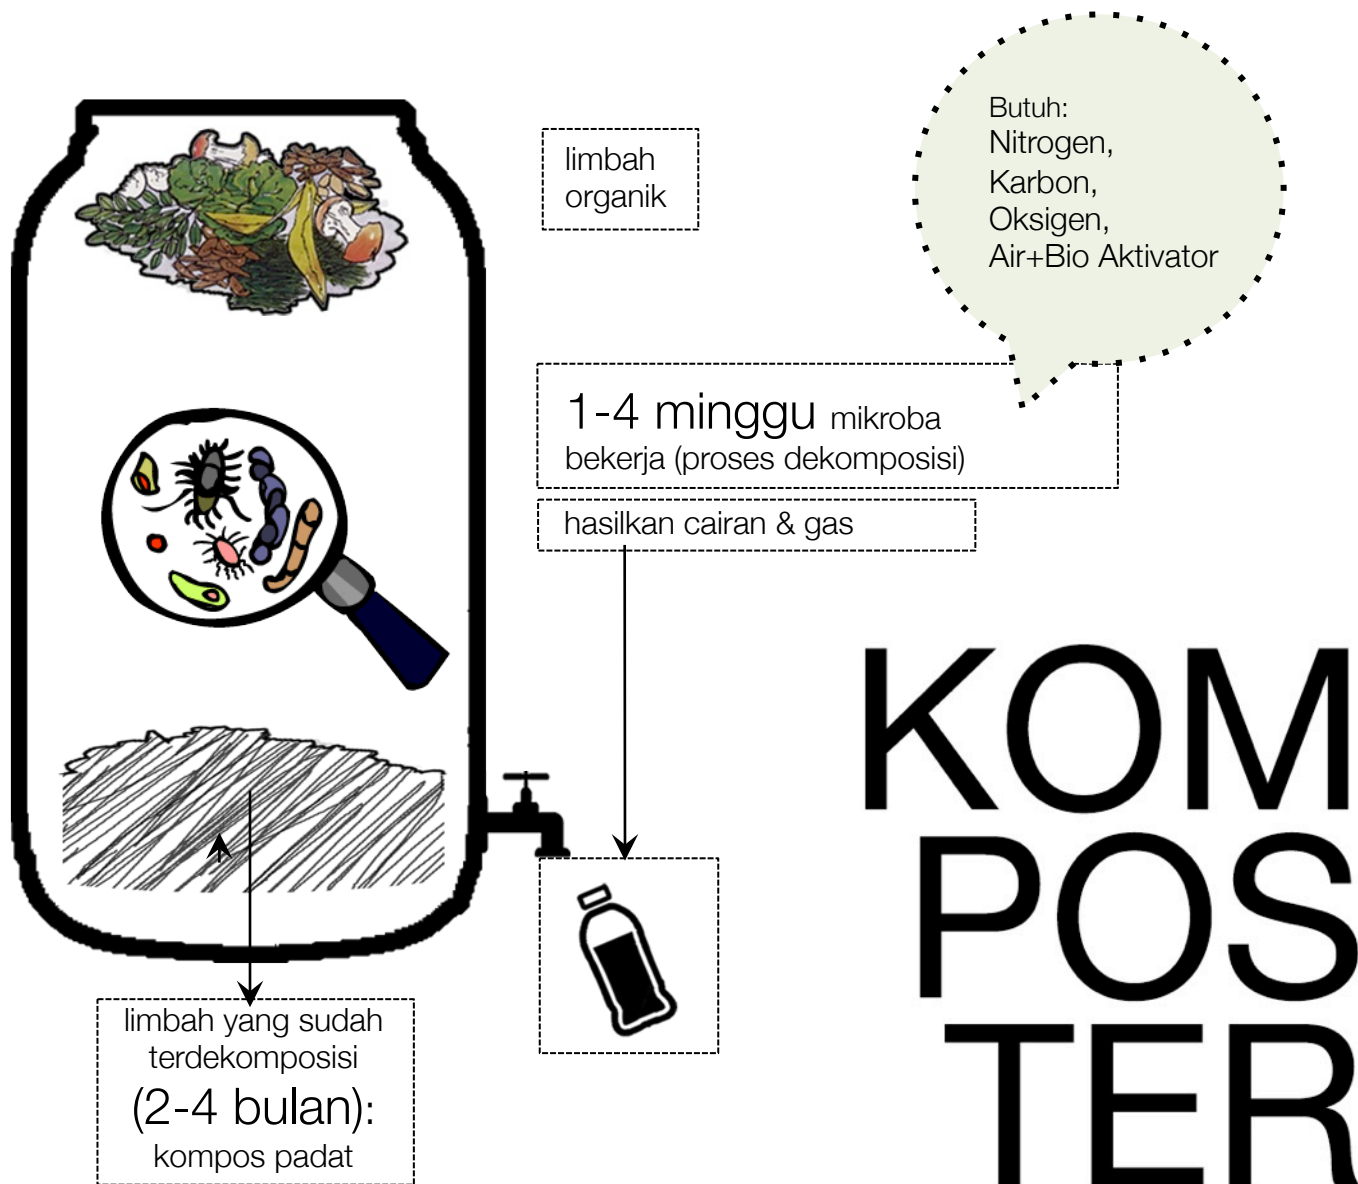 limbah
organik
Butuh:
Nitrogen,
Karbon,
Oksigen,
Air+Bio Aktivator
1-4 minggu mikroba
bekerja (proses dekomposisi)
hasilkan cairan & gas
KOM
POS
TER
limbah yang sudah
terdekomposisi
(2-4 bulan):
kompos padat